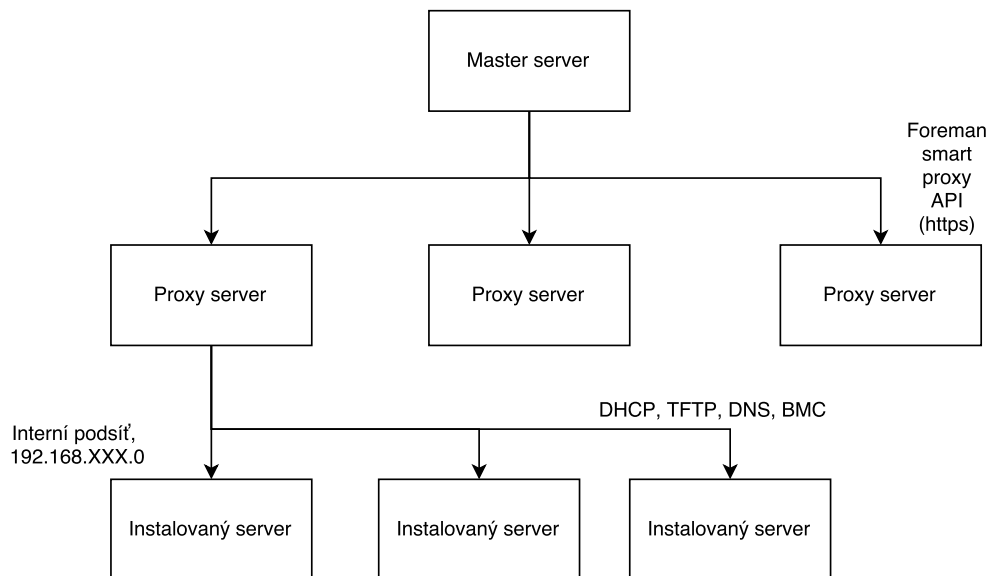 Master server
Foreman
smart
proxy
API
(https)
Proxy server
Proxy server
Proxy server
DHCP, TFTP, DNS, BMC
Interní podsíť,
192.168.XXX.0
Instalovaný server
Instalovaný server
Instalovaný server